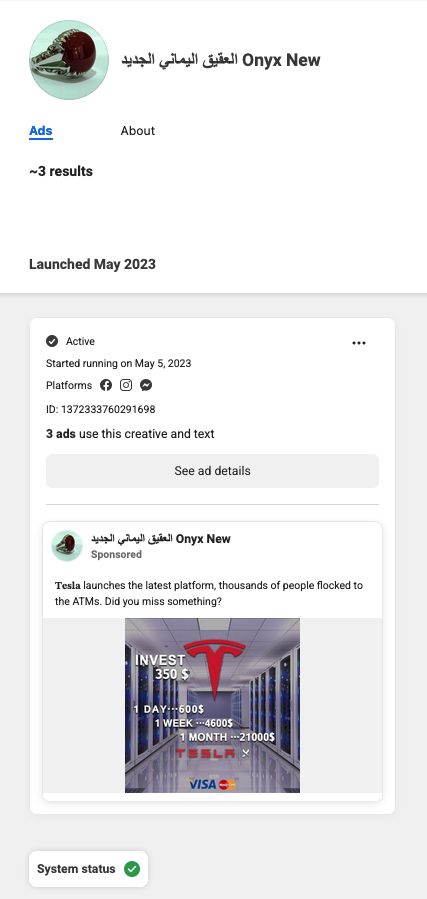 العقيق اليماني الجديد Onyx New
Ads About
~3 results
Launched May 2023
Active
Started running on May 5, 2023
Platforms
ID: 1372333760291698
3 ads use this creative and text
See ad details
العقيق اليماني الجديد Onyx New
Sponsored
𝐓𝐞𝐬𝐥𝐚 launches the latest platform, thousands of people flocked to
the ATMs. Did you miss something?
INVEST
350 $
1 DAY···600$
1 WEEK ···4600$
1 MONTH ···21000$
TESLA X
VISA MasterCard
System status